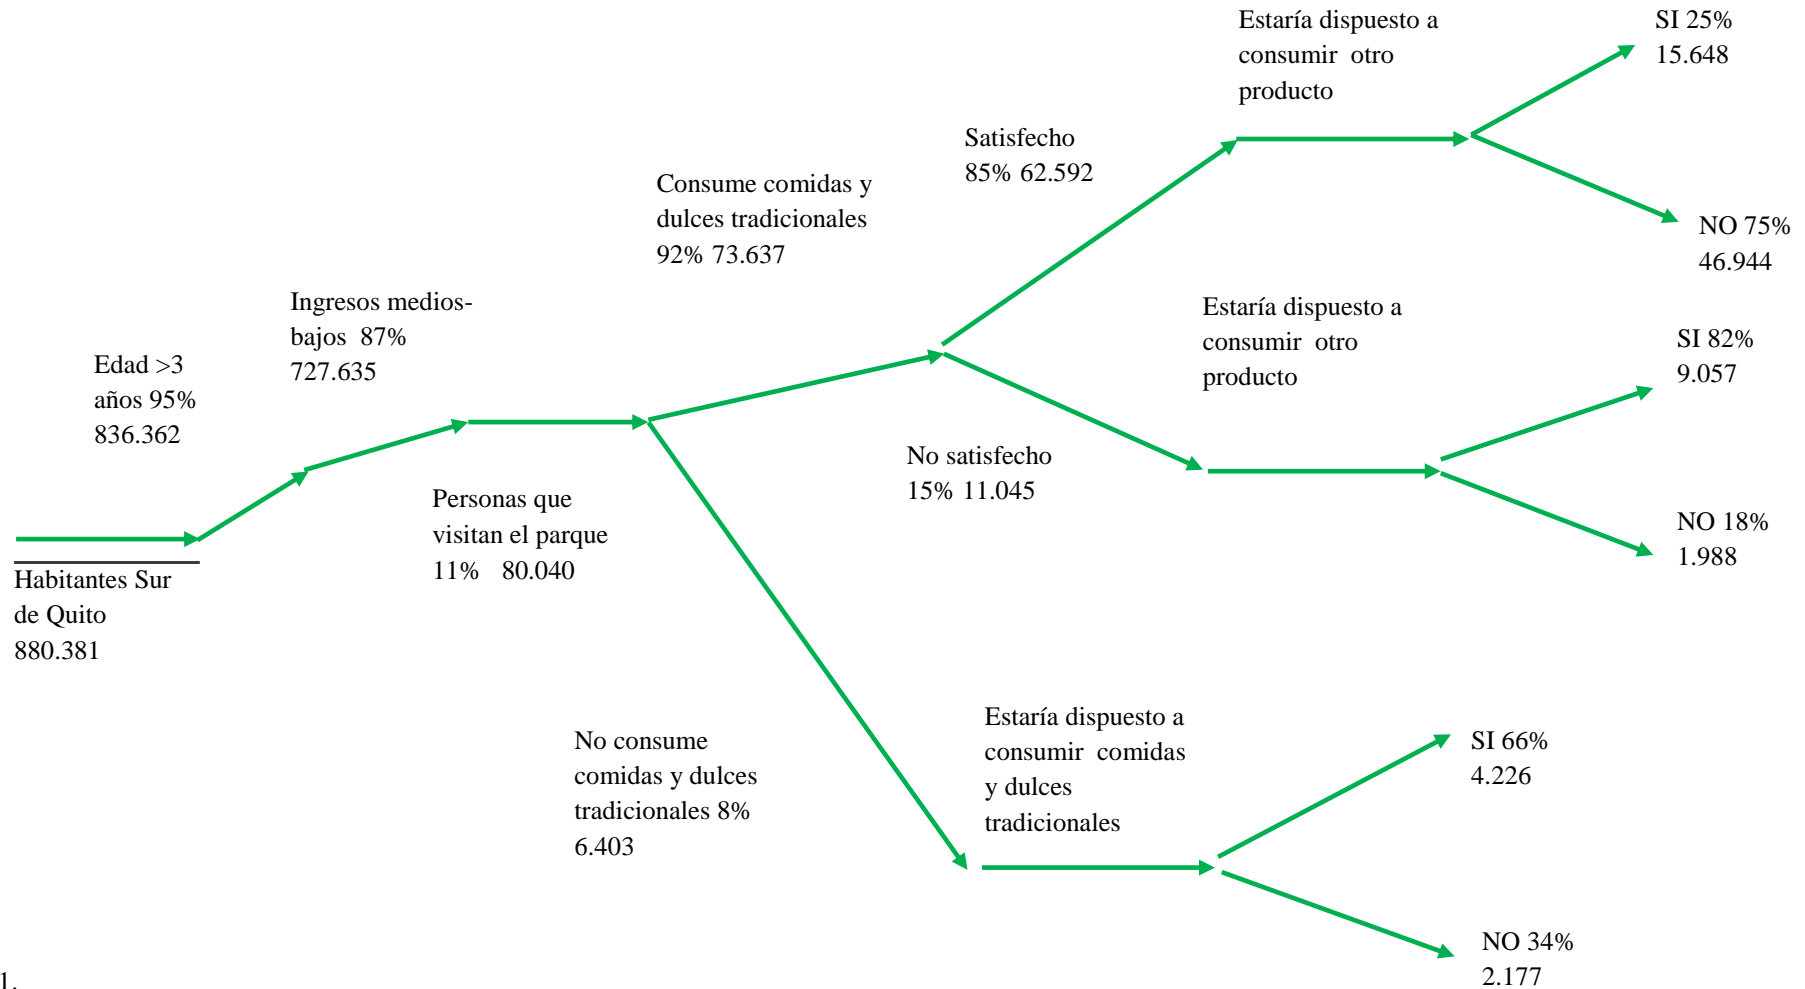 Habitantes Sur
de Quito
880.381
Edad >3
años 95%
836.362
Ingresos medios-
bajos  87%
727.635
Personas que
visitan el parque
11%   80.040
Consume comidas y
dulces tradicionales
92% 73.637
Satisfecho
85% 62.592
Estaría dispuesto a
consumir  otro
producto
SI 25%
15.648
NO 75%
46.944
No satisfecho
15% 11.045
Estaría dispuesto a
consumir  otro
producto
SI 82%
9.057
NO 18%
1.988
No consume
comidas y dulces
tradicionales 8%
6.403
Estaría dispuesto a
consumir  comidas
y dulces
tradicionales
SI 66%
4.226
NO 34%
2.177
1.